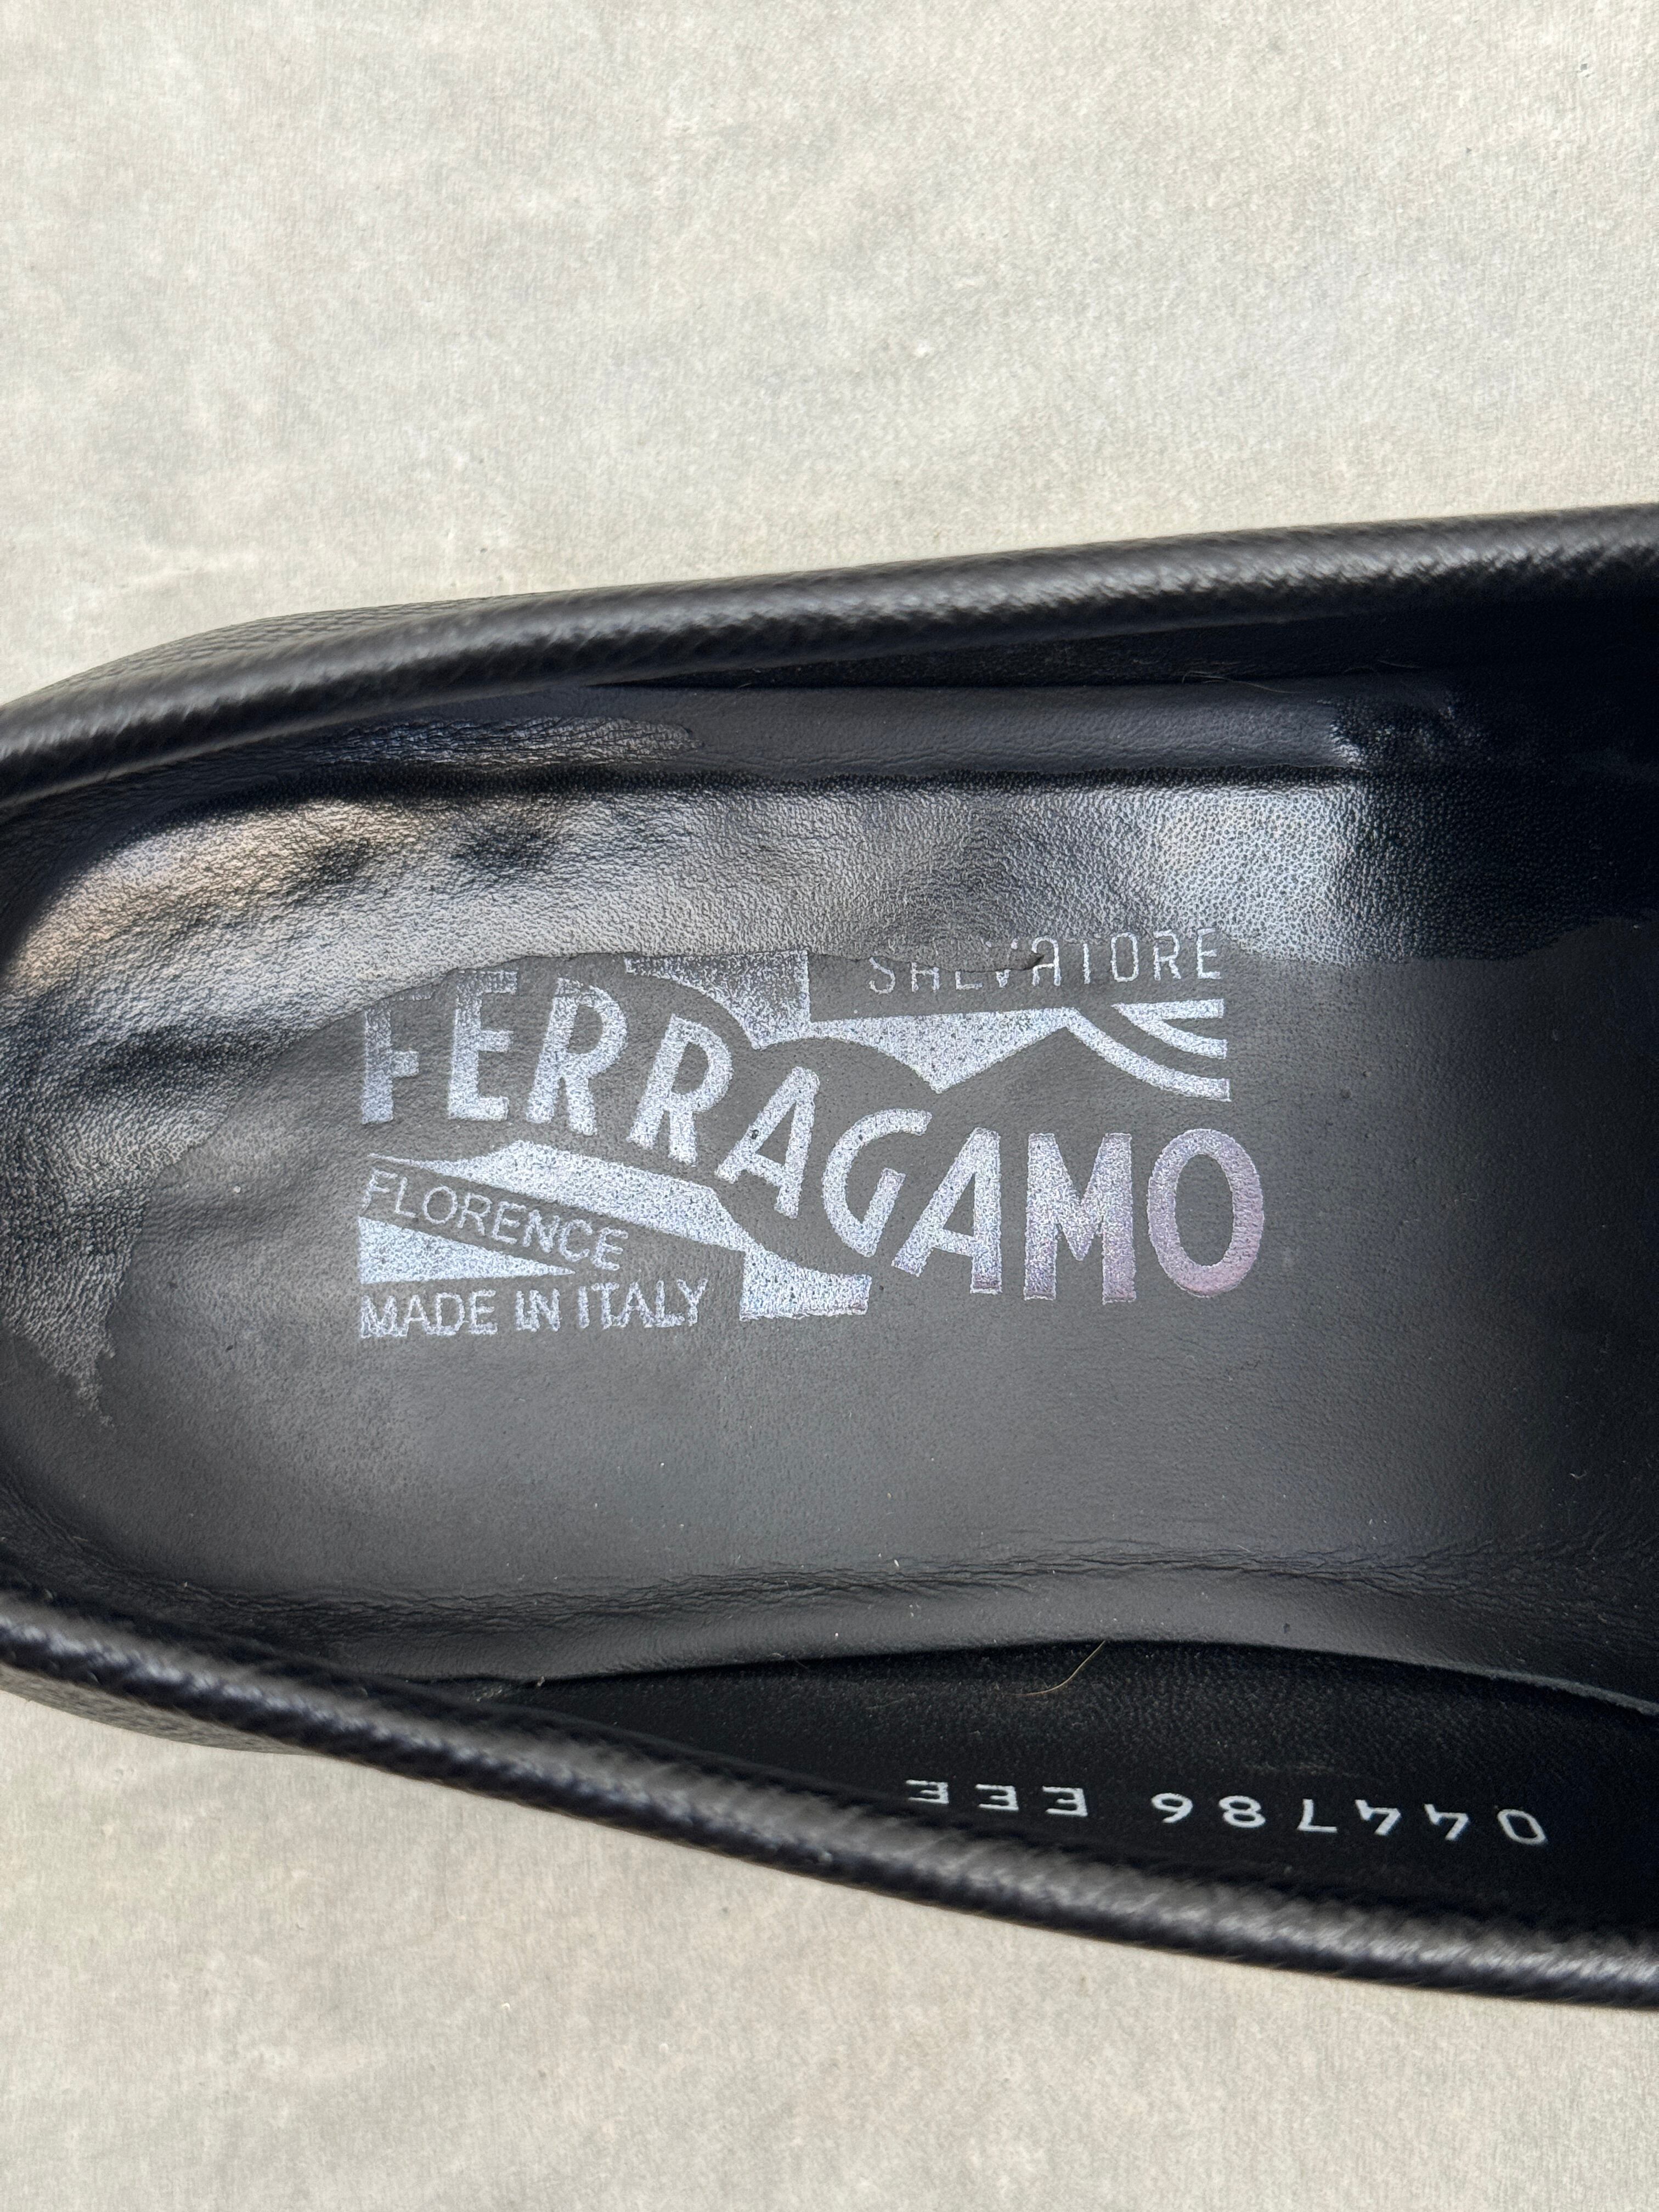 SALVATORE
FERRAGAMO
FLORENCE
MADE IN ITALY
044786 EEE